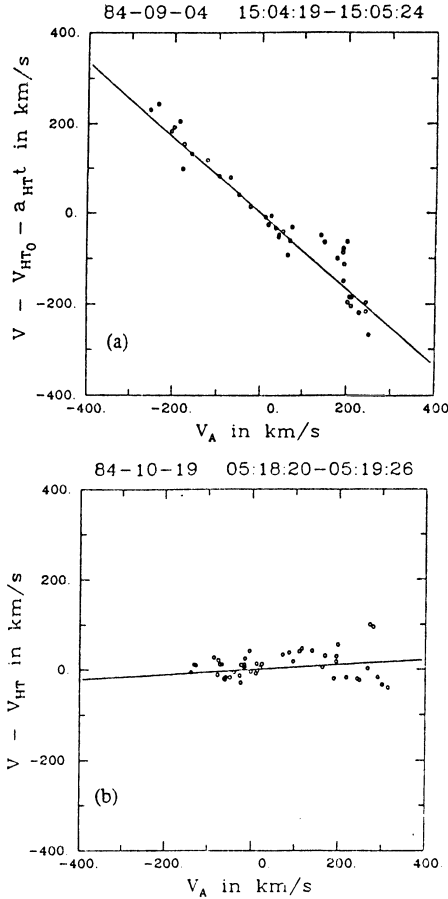 84-09-04 15:04:19-15:05:24
400.
200.
0.
-200.
-400.
V - V_HT0 - a_HT t in km/s
(a)
-400. -200. 0. 200. 400.
V_A in km/s
84-10-19 05:18:20-05:19:26
400.
200.
0.
-200.
-400.
V - V_HT in km/s
(b)
-400. -200. 0. 200. 400.
V_A in km/s